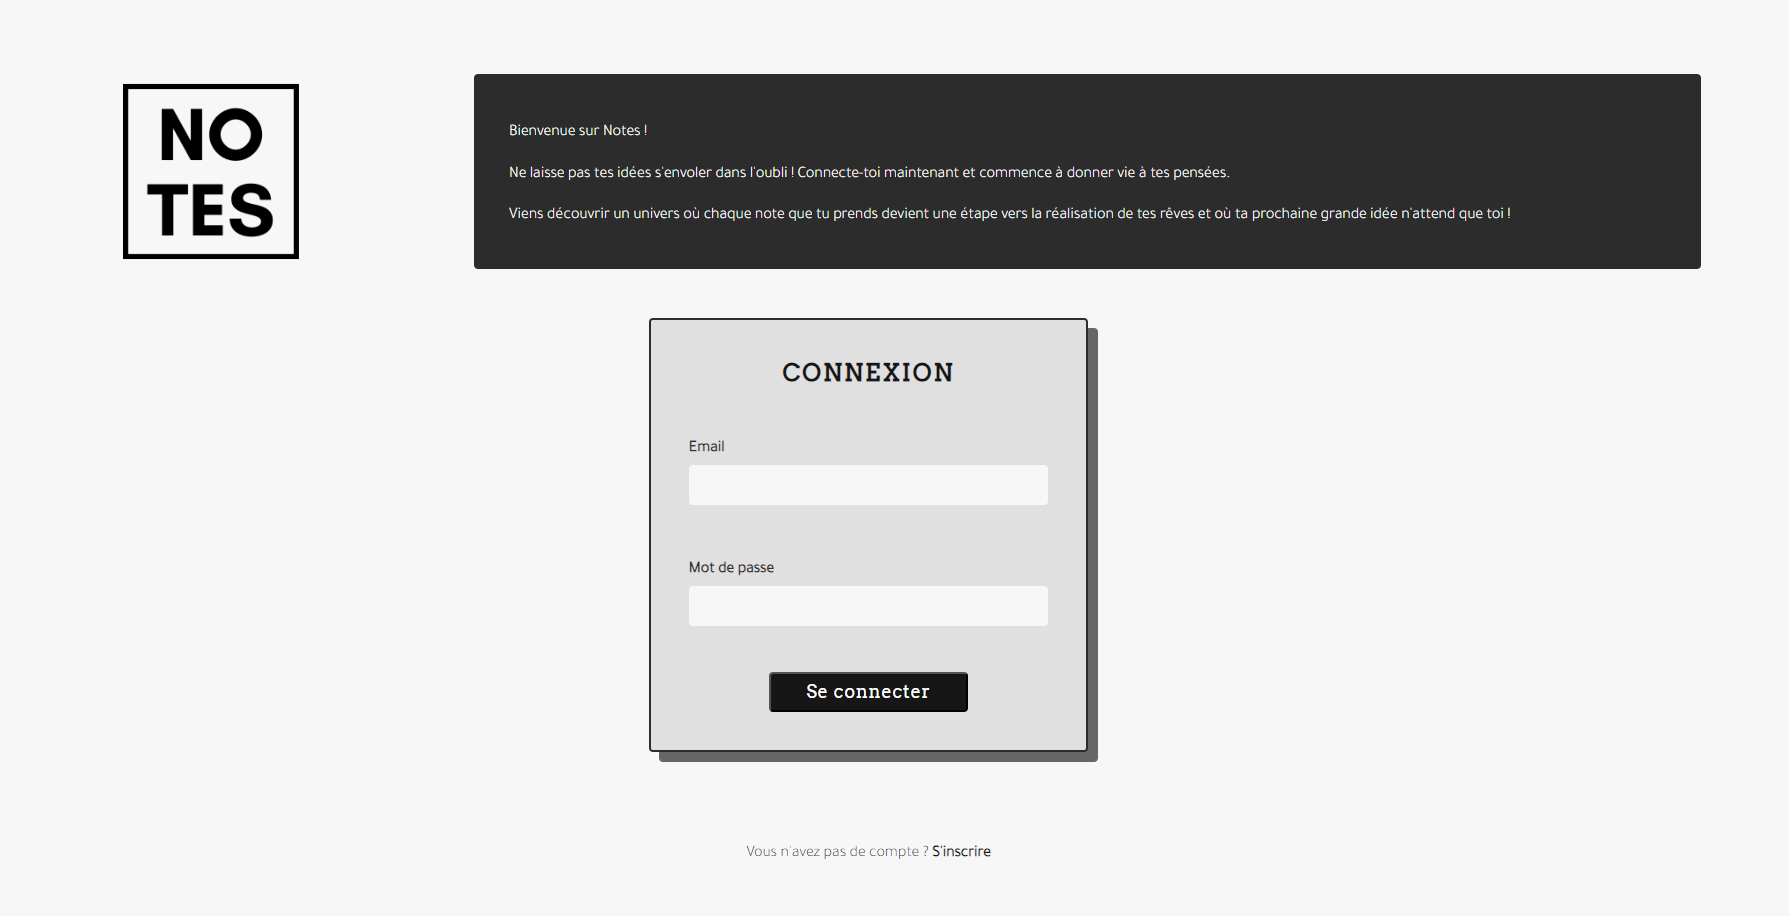 NO
TES
Bienvenue sur Notes !
Ne laisse pas tes idées s'envoler dans l'oubli ! Connecte-toi maintenant et commence à donner vie à tes pensées.
Viens découvrir un univers où chaque note que tu prends devient une étape vers la réalisation de tes rêves et où ta prochaine grande idée n'attend que toi !
CONNEXION
Email
Mot de passe
Se connecter
Vous n'avez pas de compte ? S'inscrire